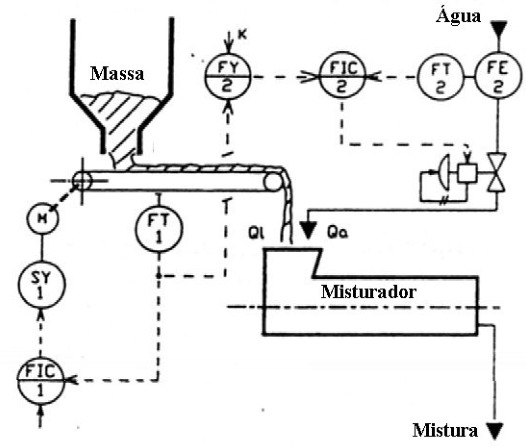 Água
K
Massa
FY
2
FIC
2
FT
2
FE
2
M
FT
1
Ql
Qa
SY
1
Misturador
FIC
1
Mistura